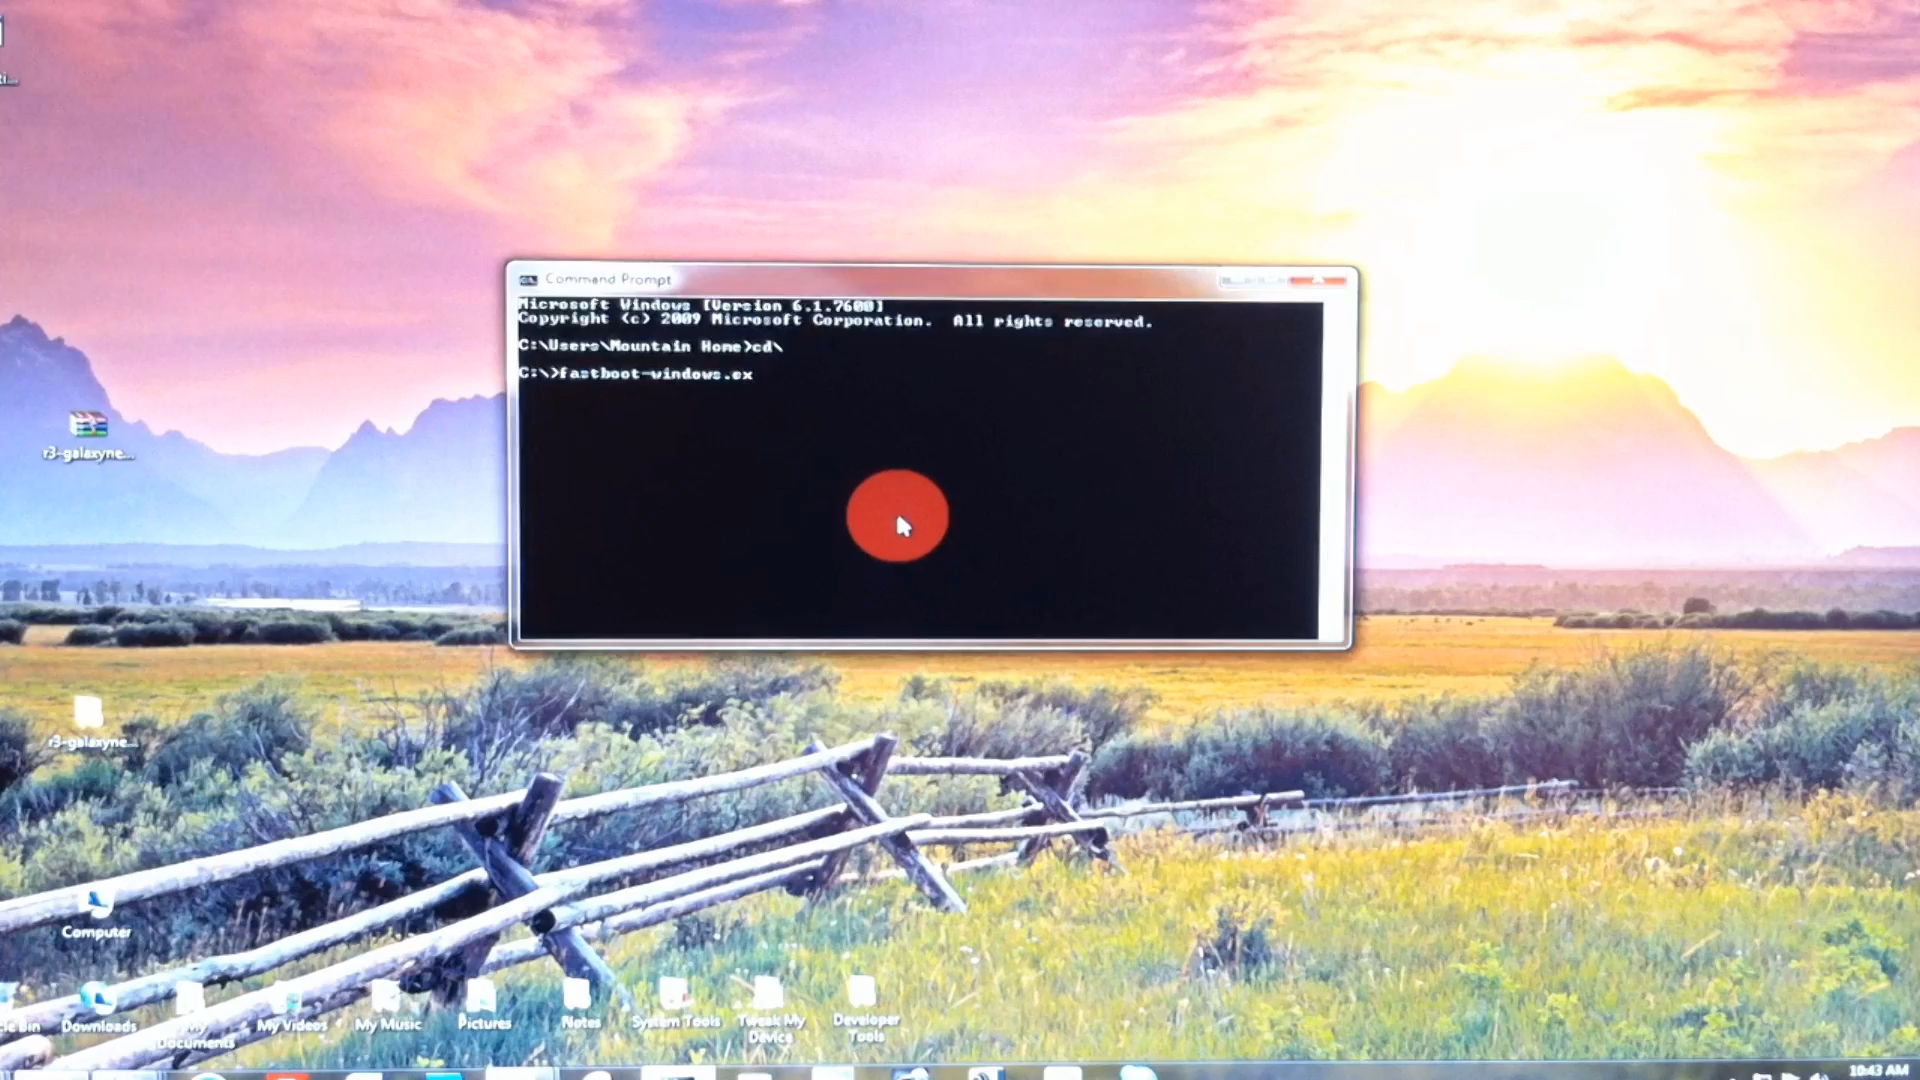 Command Prompt
Microsoft Windows [Version 6.1.7600]
Copyright (c) 2009 Microsoft Corporation.  All rights reserved.
C:\Users\Mountain Home>cd\
C:\>fastboot-windows.ex
r3-galaxyne...
r3-galaxyne...
Computer
Downloads
My
Documents
My Videos
My Music
Pictures
Notes
System Tools
Tweak My
Device
Developer
Tools
10:43 AM